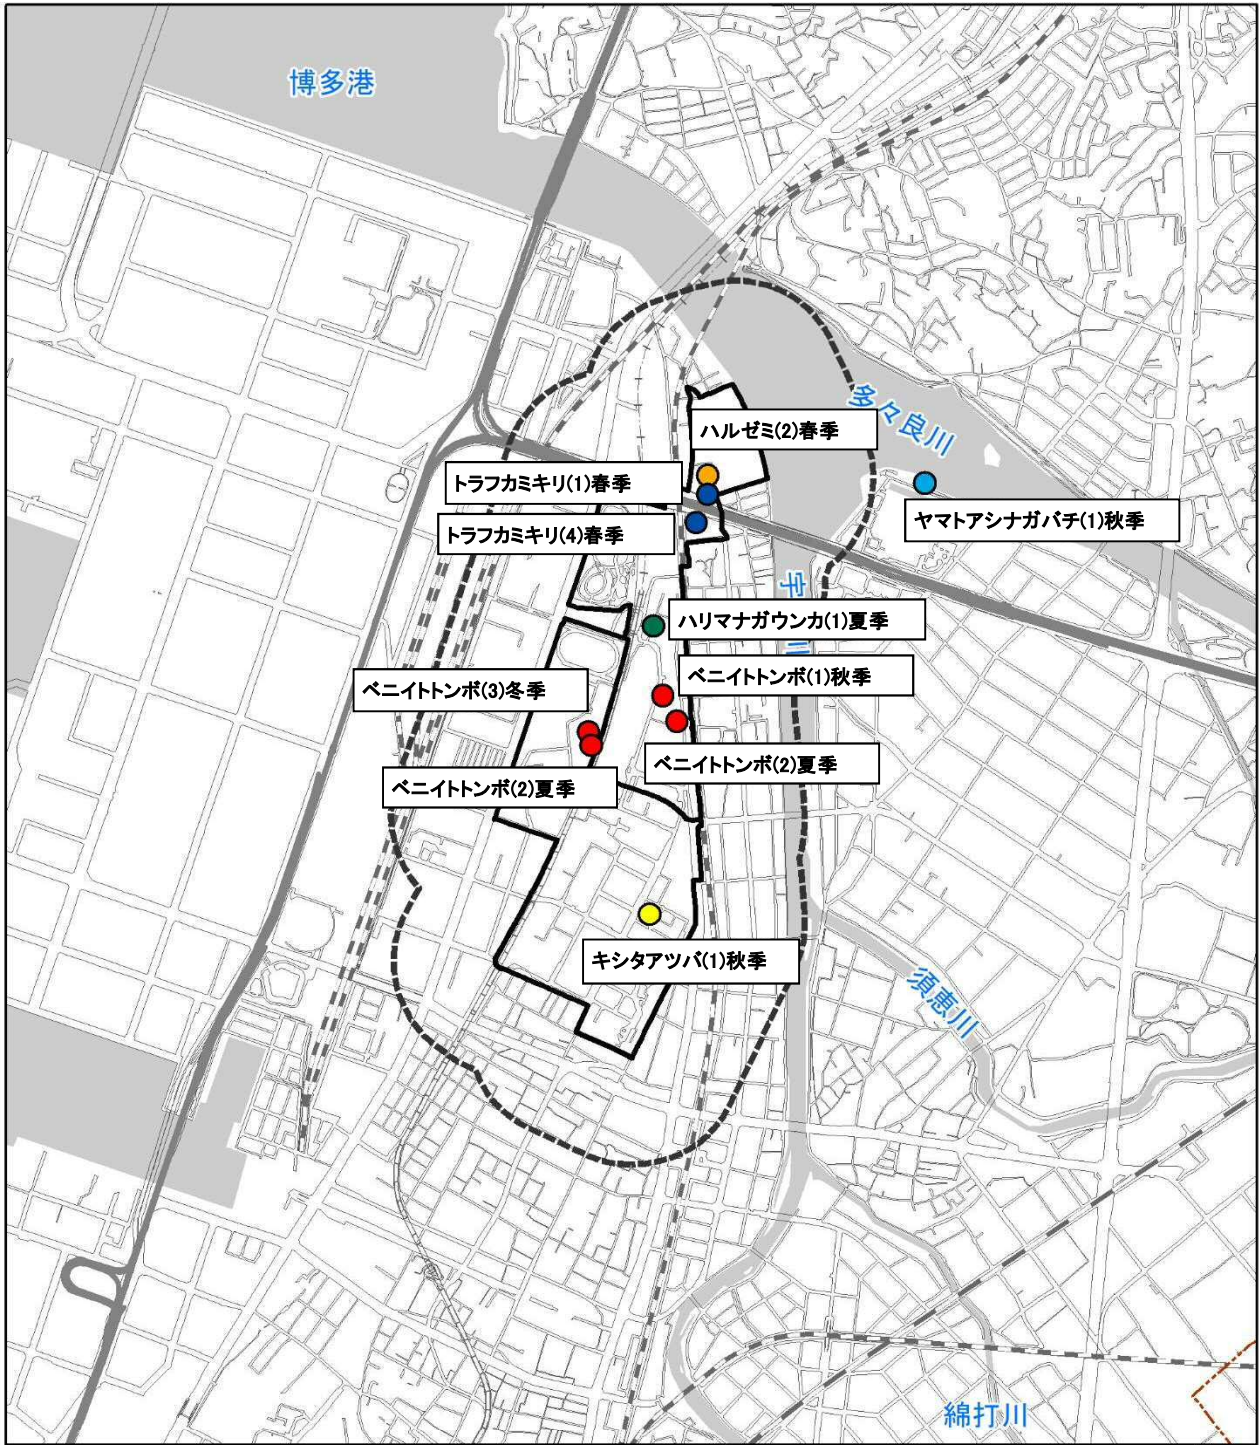 博多港
多々良川
ハルゼミ(2)春季
トラフカミキリ(1)春季
ヤマトアシナガバチ(1)秋季
トラフカミキリ(4)春季
宇
川
ハリマナガウンカ(1)夏季
ベニイトトンボ(1)秋季
ベニイトトンボ(3)冬季
ベニイトトンボ(2)夏季
ベニイトトンボ(2)夏季
キシタアツバ(1)秋季
須恵川
綿打川